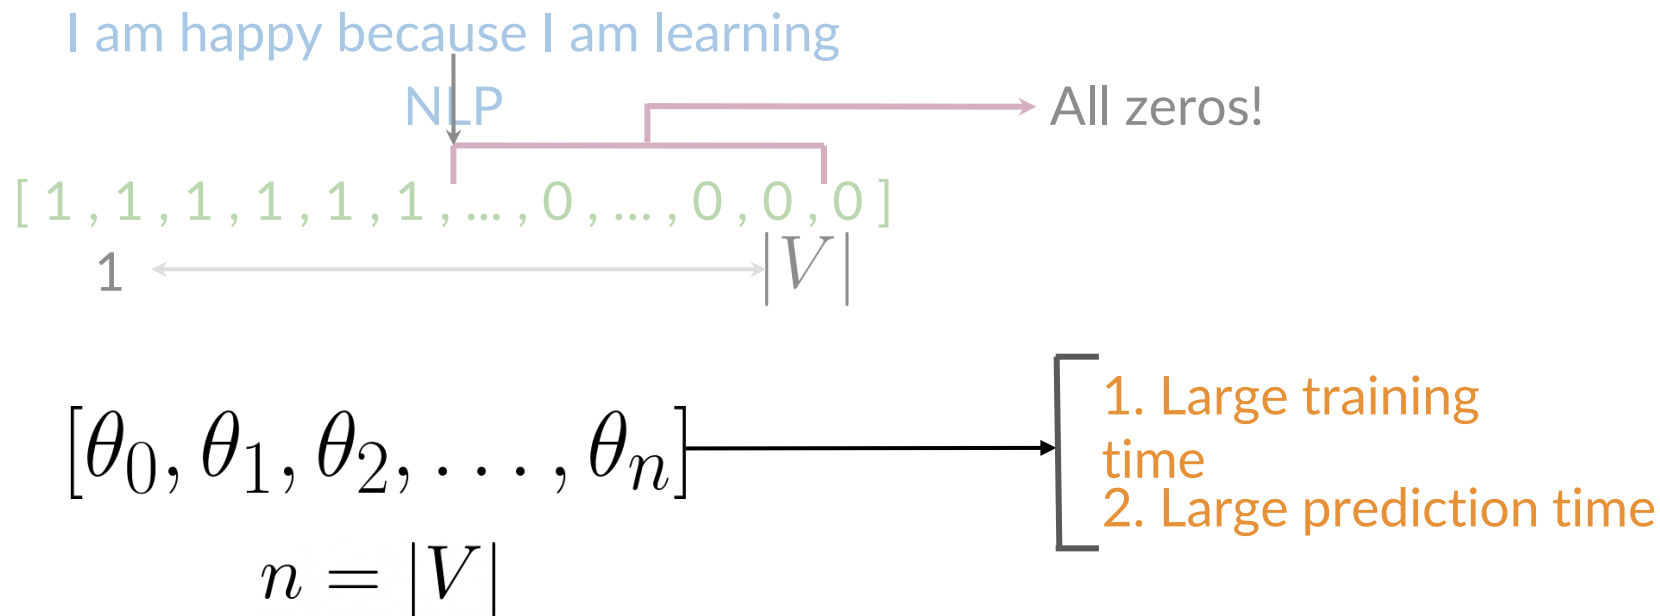 I am happy because I am learning
NLP
All zeros!
[ 1 , 1 , 1 , 1 , 1 , 1 , ... , 0 , ... , 0 , 0 , 0 ]
1
|V|
[θ0, θ1, θ2, . . . , θn]
1. Large training
time
2. Large prediction time
n = |V|